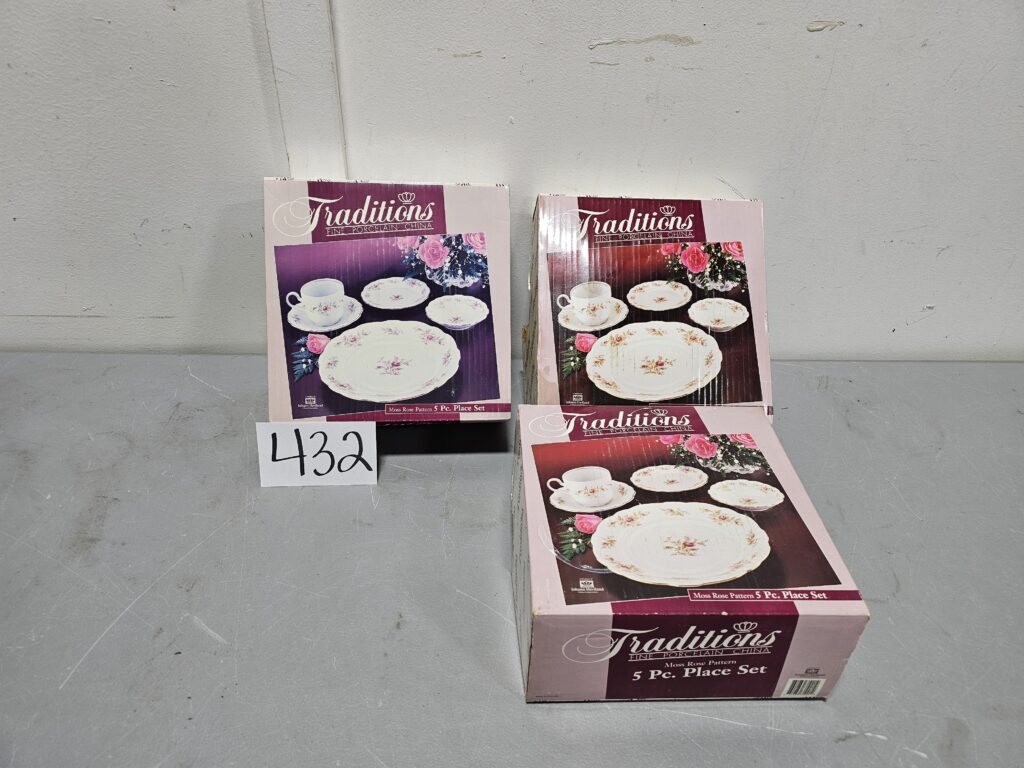 Traditions
FINE PORCELAIN CHINA
Moss Rose Pattern 5 Pc. Place Set
432
Traditions
FINE PORCELAIN CHINA
Traditions
FINE PORCELAIN CHINA
Moss Rose Pattern 5 Pc. Place Set
Traditions
FINE PORCELAIN CHINA
Moss Rose Pattern
5 Pc. Place Set